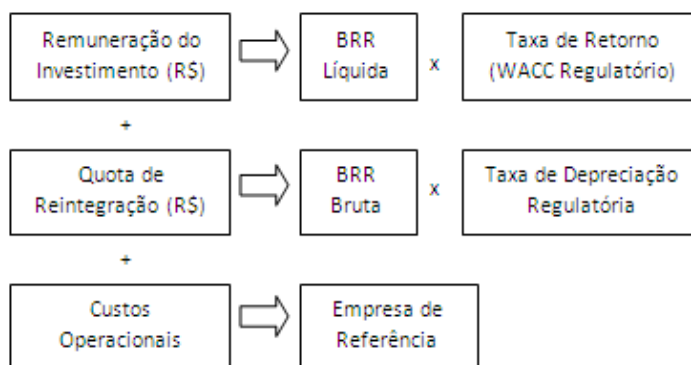 Remuneração do
Investimento (R$)
BRR
Líquida
x
Taxa de Retorno
(WACC Regulatório)
+
Quota de
Reintegração (R$)
BRR
Bruta
x
Taxa de Depreciação
Regulatória
+
Custos
Operacionais
Empresa de
Referência